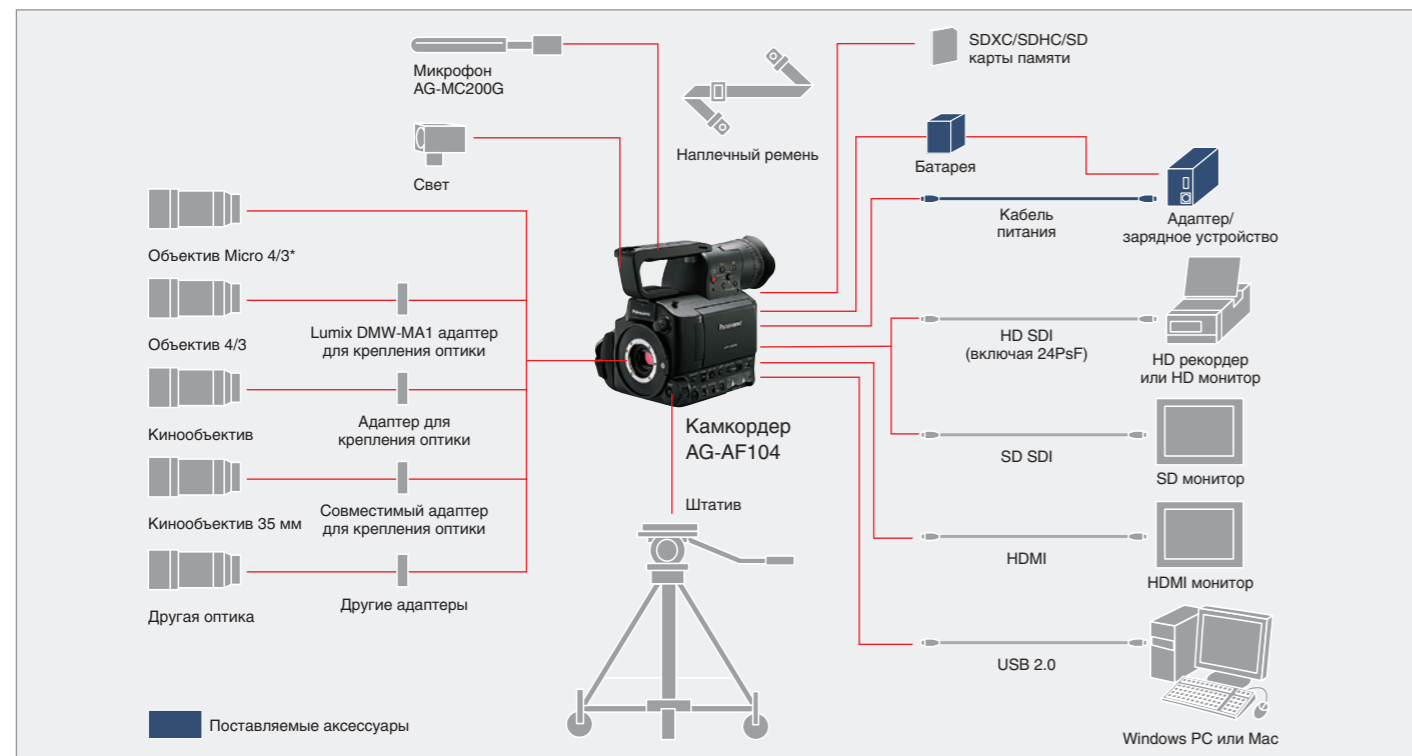 Микрофон
AG-MC200G
SDXC/SDHC/SD
карты памяти
Наплечный ремень
Свет
Батарея
Кабель
питания
Адаптер/
зарядное устройство
Объектив Micro 4/3*
Объектив 4/3
Lumix DMW-MA1 адаптер
для крепления оптики
Кинообъектив
Адаптер для
крепления оптики
Кинообъектив 35 мм
Совместимый адаптер
для крепления оптики
Другая оптика
Другие адаптеры
Panasonic
Камкордер
AG-AF104
Штатив
HD SDI
(включая 24PsF)
HD рекордер
или HD монитор
SD SDI
SD монитор
HDMI
HDMI монитор
USB 2.0
Windows PC или Mac
Поставляемые аксессуары